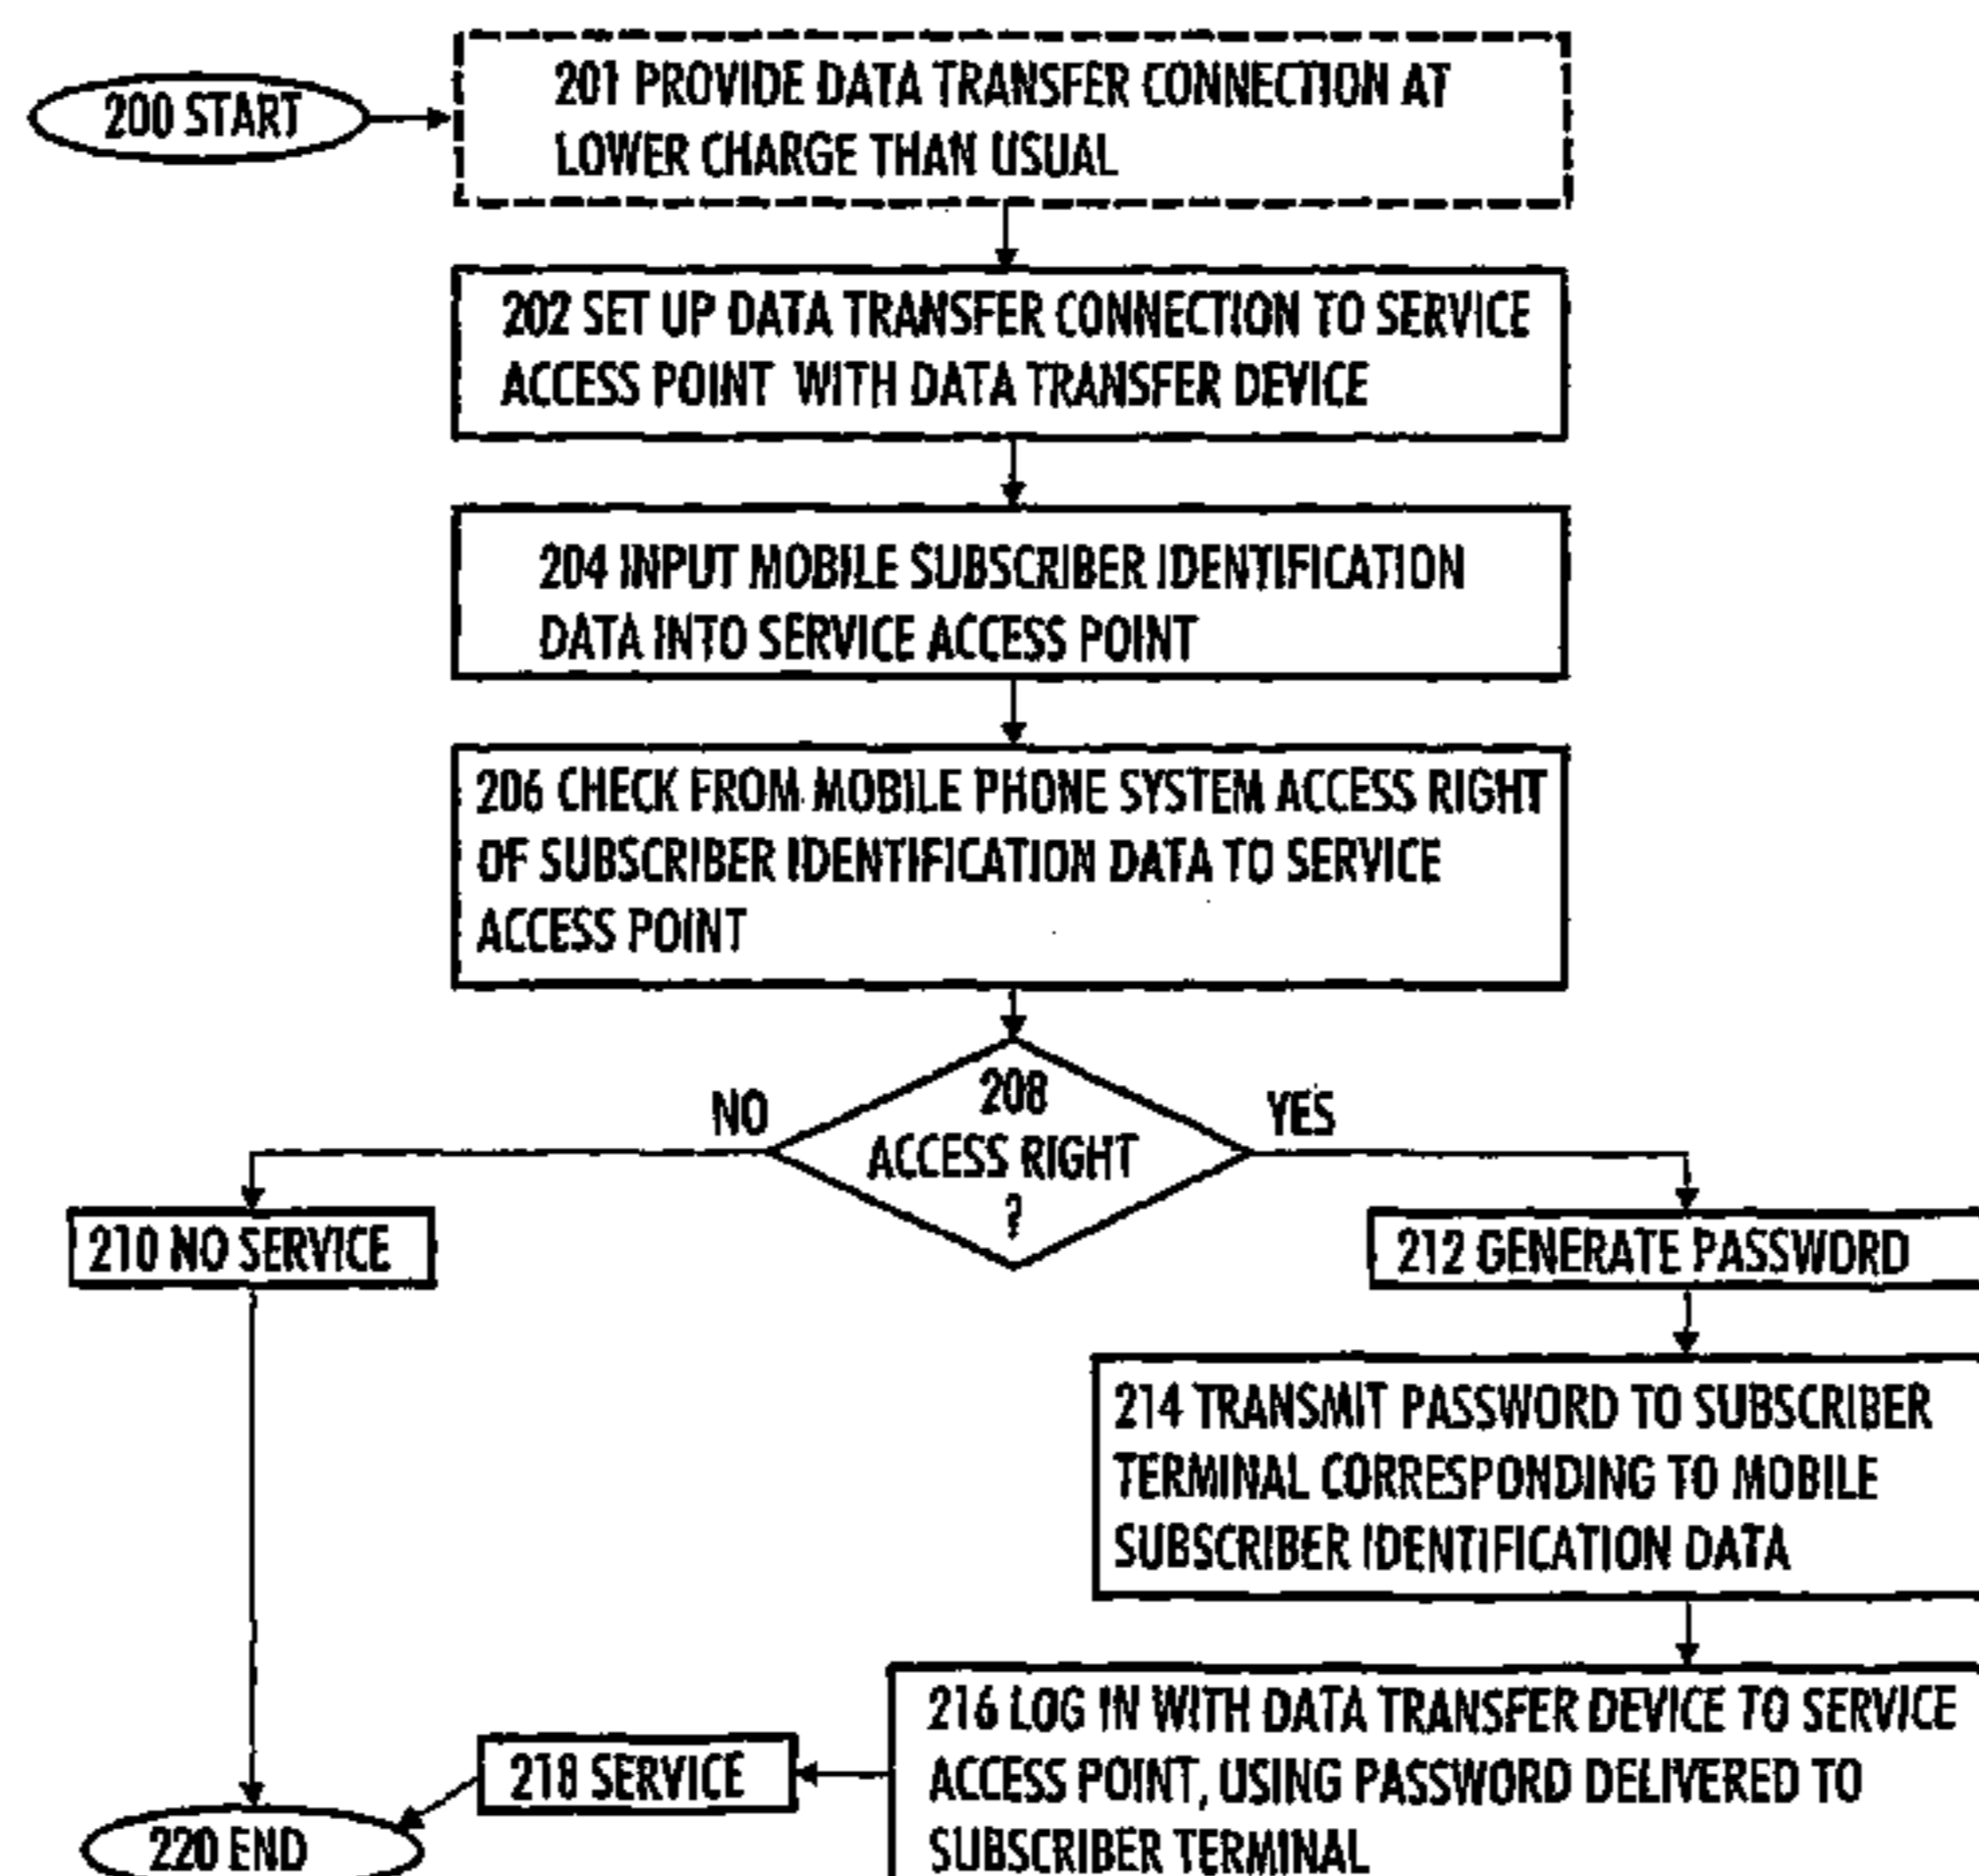 200 START
201 PROVIDE DATA TRANSFER CONNECTION AT
LOWER CHARGE THAN USUAL
202 SET UP DATA TRANSFER CONNECTION TO SERVICE
ACCESS POINT WITH DATA TRANSFER DEVICE
204 INPUT MOBILE SUBSCRIBER IDENTIFICATION
DATA INTO SERVICE ACCESS POINT
206 CHECK FROM MOBILE PHONE SYSTEM ACCESS RIGHT
OF SUBSCRIBER IDENTIFICATION DATA TO SERVICE
ACCESS POINT
208
ACCESS RIGHT
?
NO
YES
210 NO SERVICE
212 GENERATE PASSWORD
214 TRANSMIT PASSWORD TO SUBSCRIBER
TERMINAL CORRESPONDING TO MOBILE
SUBSCRIBER IDENTIFICATION DATA
216 LOG IN WITH DATA TRANSFER DEVICE TO SERVICE
ACCESS POINT, USING PASSWORD DELIVERED TO
SUBSCRIBER TERMINAL
218 SERVICE
220 END